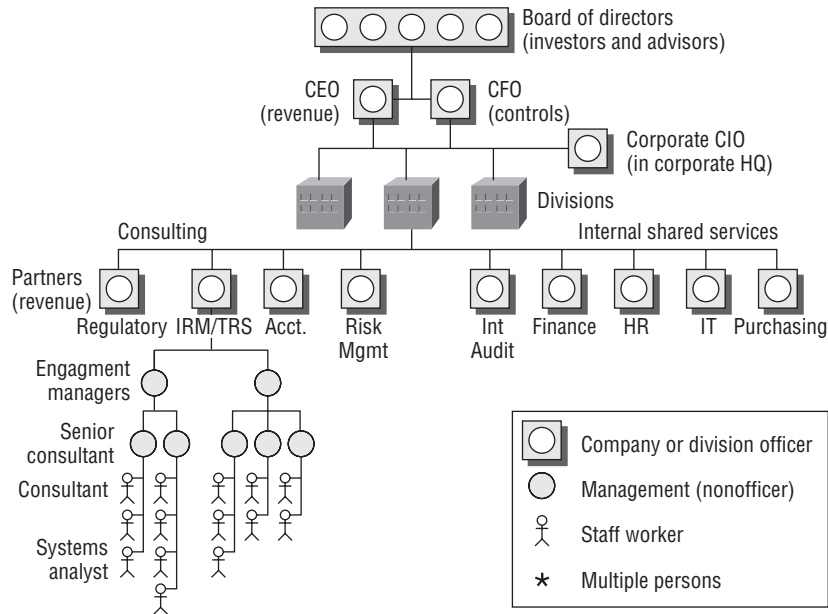 Board of directors
(investors and advisors)
CEO
(revenue)
CFO
(controls)
Corporate CIO
(in corporate HQ)
Divisions
Consulting
Internal shared services
Partners
(revenue)
Regulatory
IRM/TRS
Acct.
Risk
Mgmt
Int
Audit
Finance
HR
IT
Purchasing
Engagment
managers
Senior
consultant
Consultant
Systems
analyst
Company or division officer
Management (nonofficer)
Staff worker
* Multiple persons